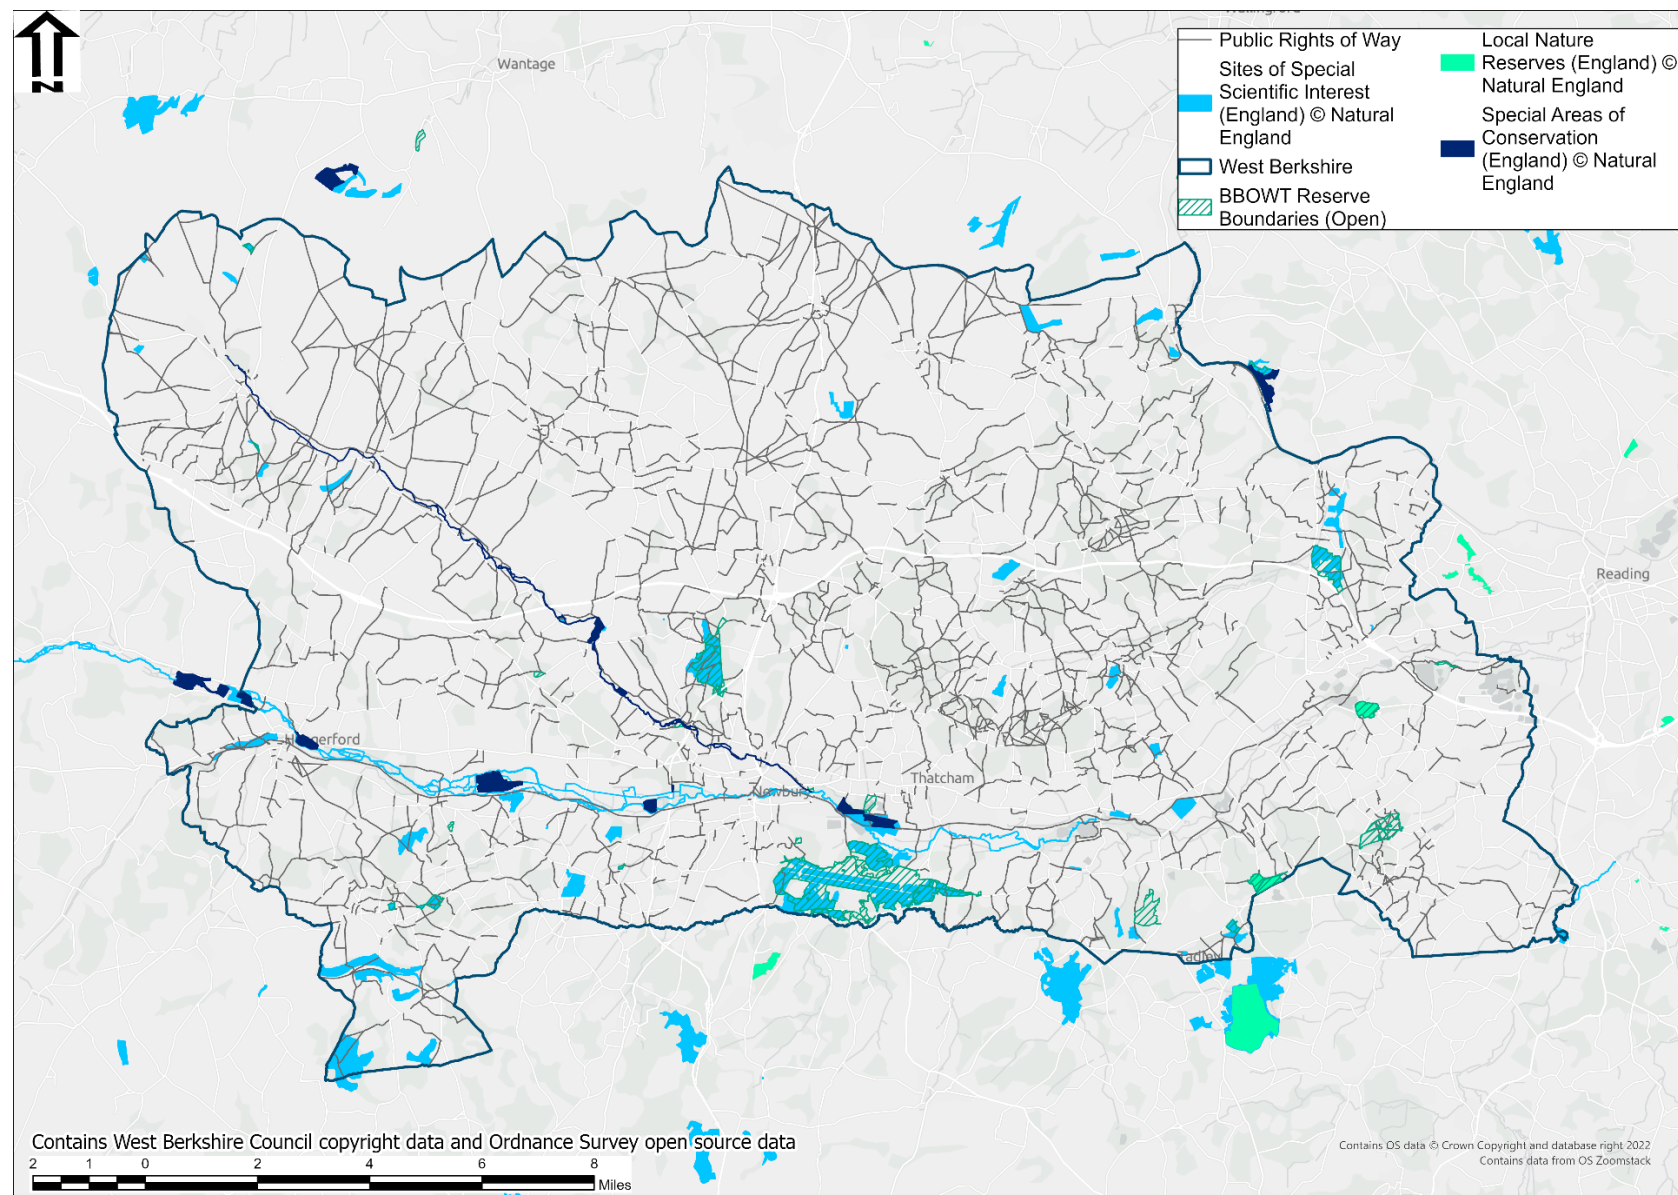 Wallingford
Wantage
N
Public Rights of Way
Sites of Special
Scientific Interest
(England) © Natural
England
West Berkshire
BBOWT Reserve
Boundaries (Open)
Local Nature
Reserves (England) ©
Natural England
Special Areas of
Conservation
(England) © Natural
England
Reading
Hungerford
Thatcham
Newbury
Tadley
Contains West Berkshire Council copyright data and Ordnance Survey open source data
2 1 0 2 4 6 8
Miles
Contains OS data © Crown Copyright and database right 2022
Contains data from OS Zoomstack